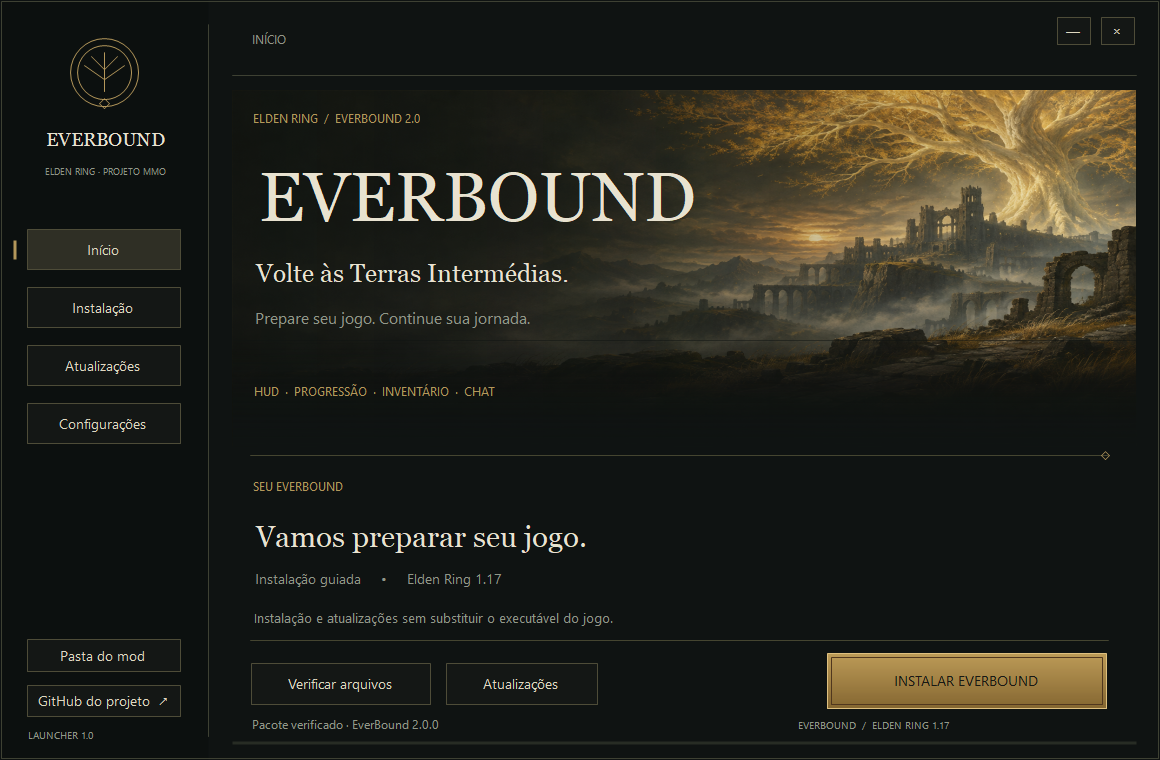 EVERBOUND
ELDEN RING · PROJETO MMO
Início
Instalação
Atualizações
Configurações
Pasta do mod
GitHub do projeto ↗
LAUNCHER 1.0
INÍCIO
— ×
ELDEN RING / EVERBOUND 2.0
EVERBOUND
Volte às Terras Intermédias.
Prepare seu jogo. Continue sua jornada.
HUD · PROGRESSÃO · INVENTÁRIO · CHAT
SEU EVERBOUND
Vamos preparar seu jogo.
Instalação guiada • Elden Ring 1.17
Instalação e atualizações sem substituir o executável do jogo.
Verificar arquivos
Atualizações
INSTALAR EVERBOUND
Pacote verificado · EverBound 2.0.0
EVERBOUND / ELDEN RING 1.17